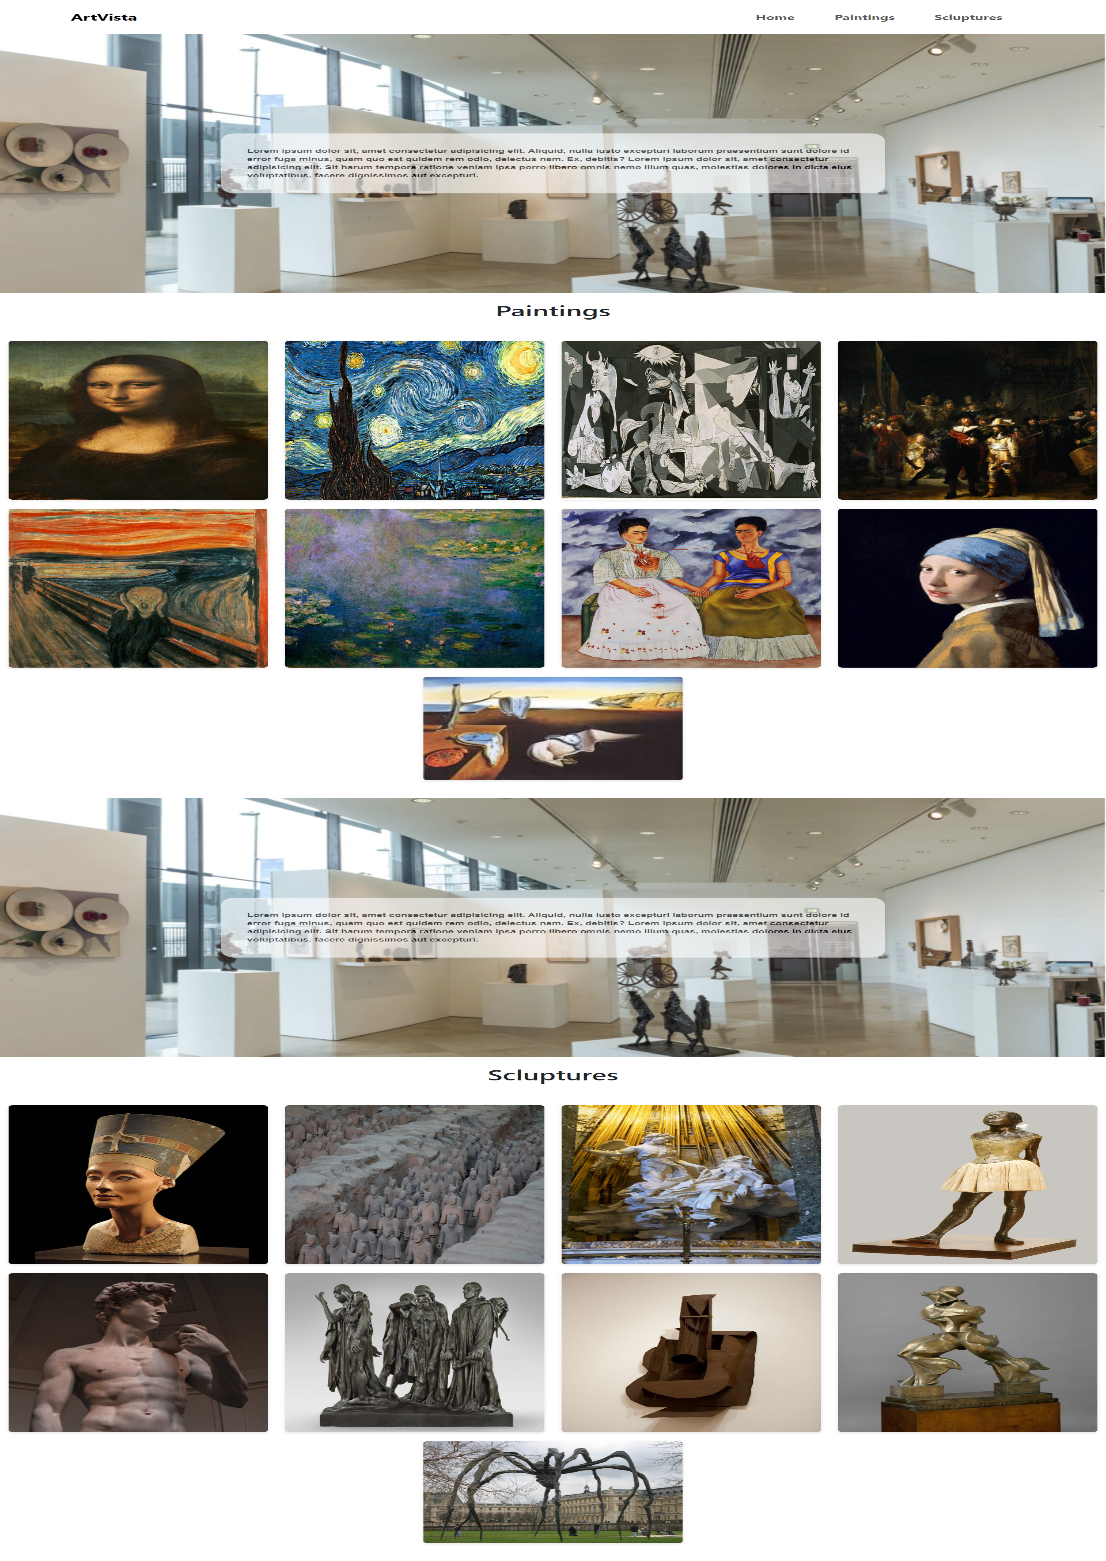 ArtVista
Home Paintings Scluptures
Lorem ipsum dolor sit, amet consectetur adipisicing elit. Aliquid, nulla iusto excepturi laborum praesentium sunt dolore id
error fuga minus, quam quo est quidem rem odio, delectus nam. Ex, debitis? Lorem ipsum dolor sit, amet consectetur
adipisicing elit. Sit harum tempora ratione veniam ipsa porro libero omnis nemo illum quas, molestias dolores in dicta eius
voluptatibus, facere dignissimos aut excepturi.
Paintings
Lorem ipsum dolor sit, amet consectetur adipisicing elit. Aliquid, nulla iusto excepturi laborum praesentium sunt dolore id
error fuga minus, quam quo est quidem rem odio, delectus nam. Ex, debitis? Lorem ipsum dolor sit, amet consectetur
adipisicing elit. Sit harum tempora ratione veniam ipsa porro libero omnis nemo illum quas, molestias dolores in dicta eius
voluptatibus, facere dignissimos aut excepturi.
Scluptures